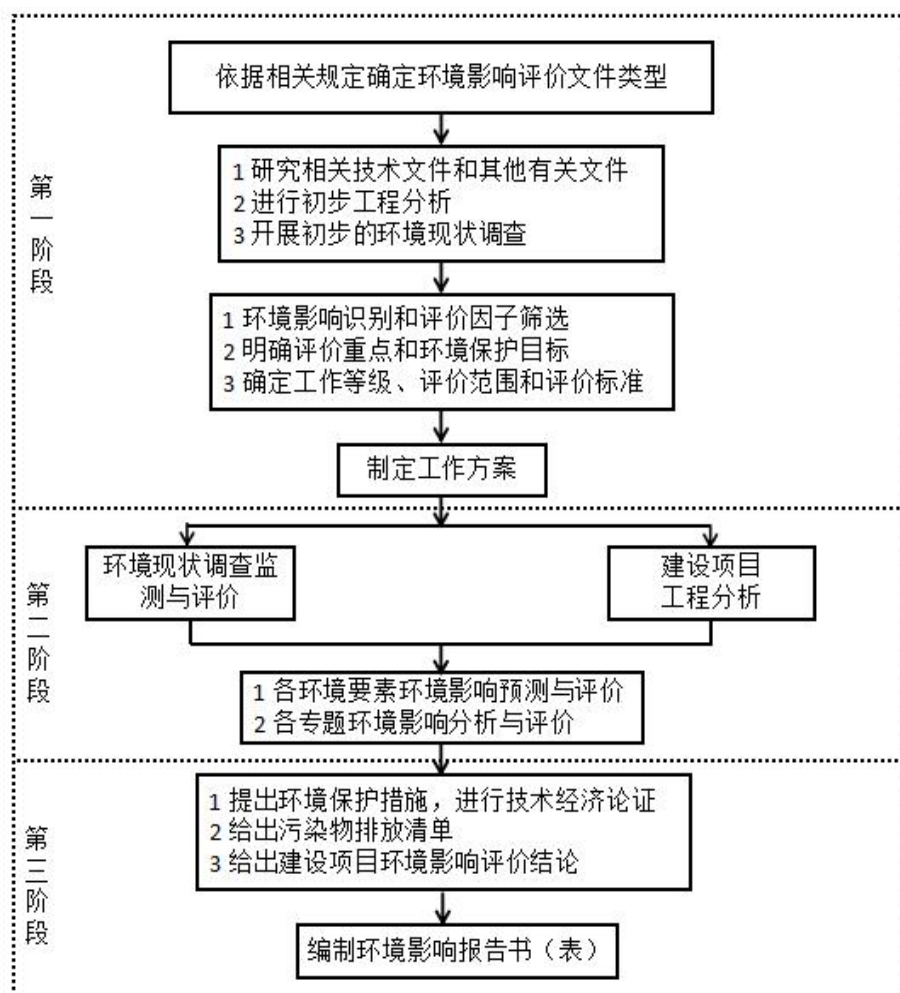 依据相关规定确定环境影响评价文件类型
第一阶段
1 研究相关技术文件和其他有关文件
2 进行初步工程分析
3 开展初步的环境现状调查
1 环境影响识别和评价因子筛选
2 明确评价重点和环境保护目标
3 确定工作等级、评价范围和评价标准
制定工作方案
第二阶段
环境现状调查监
测与评价
建设项目
工程分析
1 各环境要素环境影响预测与评价
2 各专题环境影响分析与评价
第三阶段
1 提出环境保护措施，进行技术经济论证
2 给出污染物排放清单
3 给出建设项目环境影响评价结论
编制环境影响报告书（表）